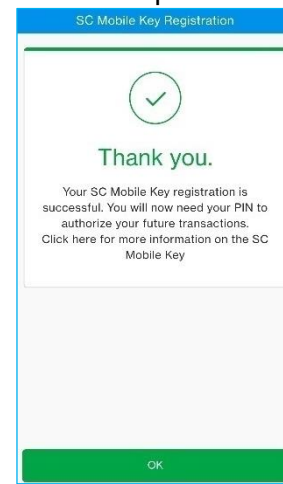 SC Mobile Key Registration
Thank you.
Your SC Mobile Key registration is
successful. You will now need your PIN to
authorize your future transactions.
Click here for more information on the SC
Mobile Key
OK